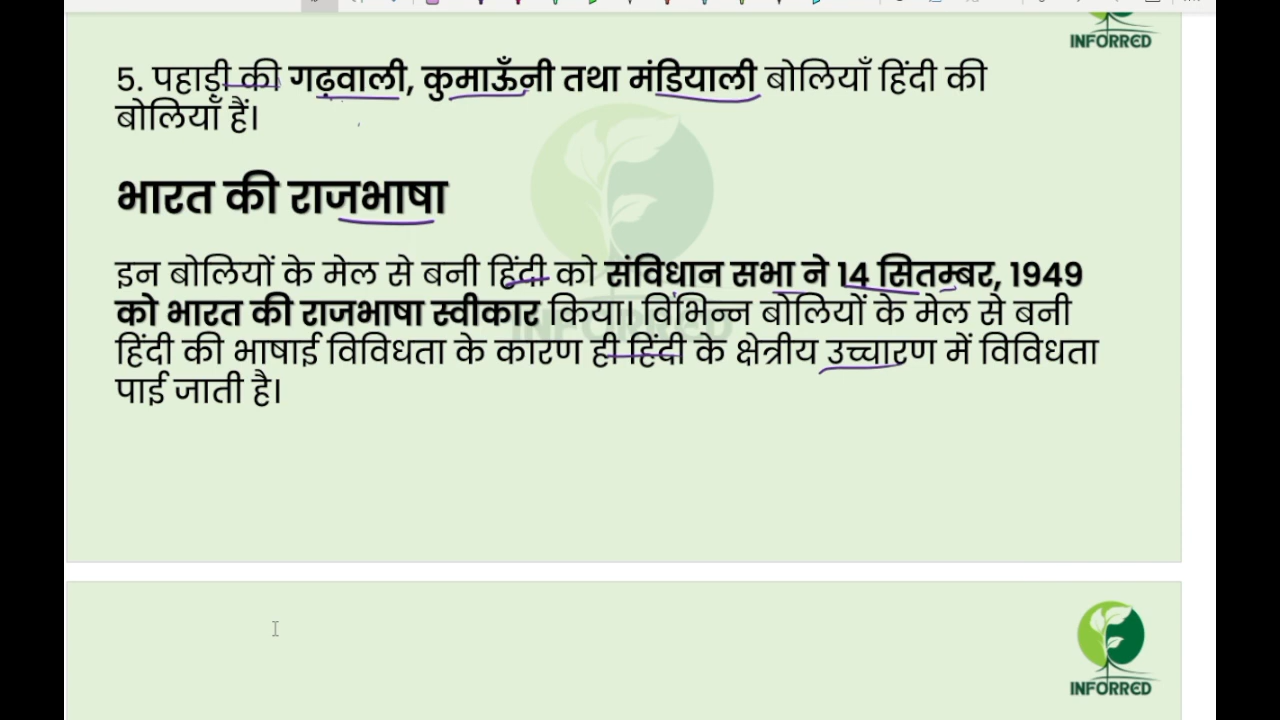 INFORRED
5. पहाड़ी की गढ़वाली, कुमाऊँनी तथा मंडियाली बोलियाँ हिंदी की
बोलियाँ हैं।
भारत की राजभाषा
इन बोलियों के मेल से बनी हिंदी को संविधान सभा ने 14 सितम्बर, 1949
को भारत की राजभाषा स्वीकार किया। विभिन्न बोलियों के मेल से बनी
हिंदी की भाषाई विविधता के कारण ही हिंदी के क्षेत्रीय उच्चारण में विविधता
पाई जाती है।
INFORRED
INFORRED